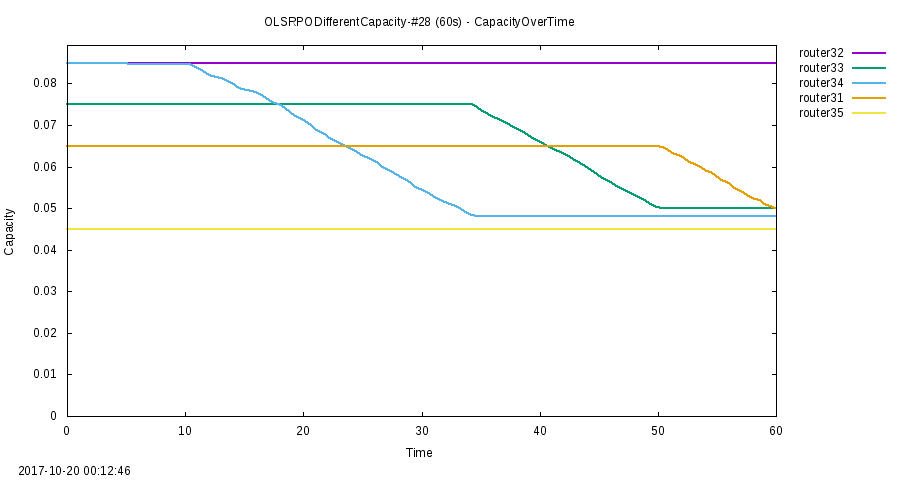 OLSRPODifferentCapacity-#28 (60s) - CapacityOverTime
router32
router33
router34
router31
router35
0.08
0.07
0.06
0.05
0.04
0.03
0.02
0.01
0
Capacity
0 10 20 30 40 50 60
Time
2017-10-20 00:12:46